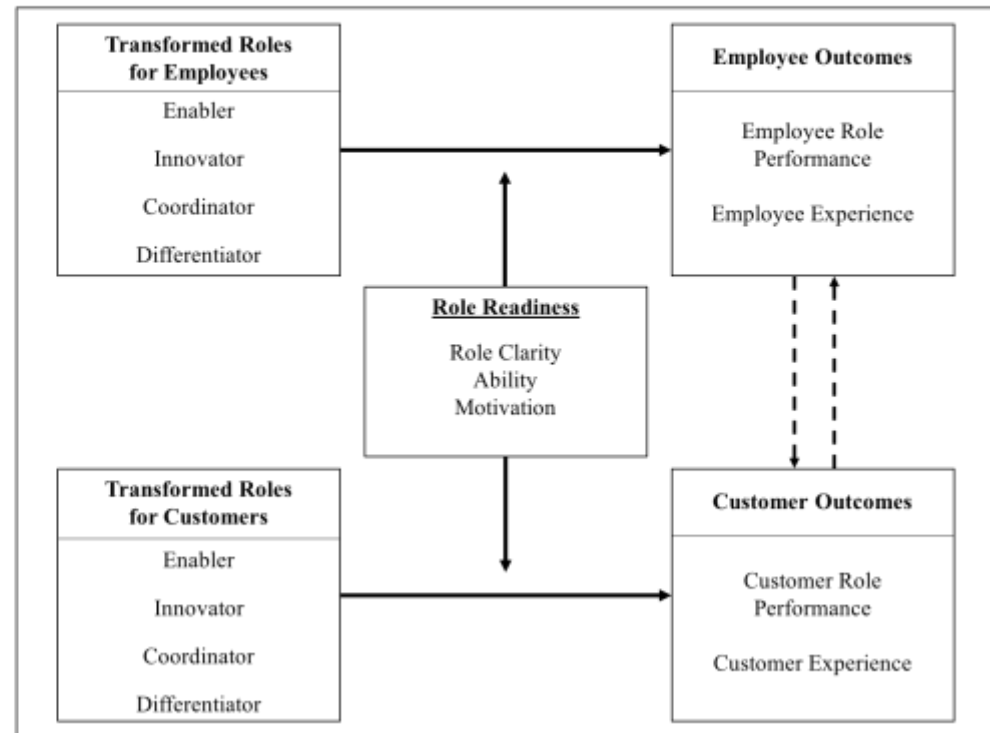 Transformed Roles
for Employees
Enabler
Innovator
Coordinator
Differentiator
Employee Outcomes
Employee Role
Performance
Employee Experience
Role Readiness
Role Clarity
Ability
Motivation
Transformed Roles
for Customers
Enabler
Innovator
Coordinator
Differentiator
Customer Outcomes
Customer Role
Performance
Customer Experience